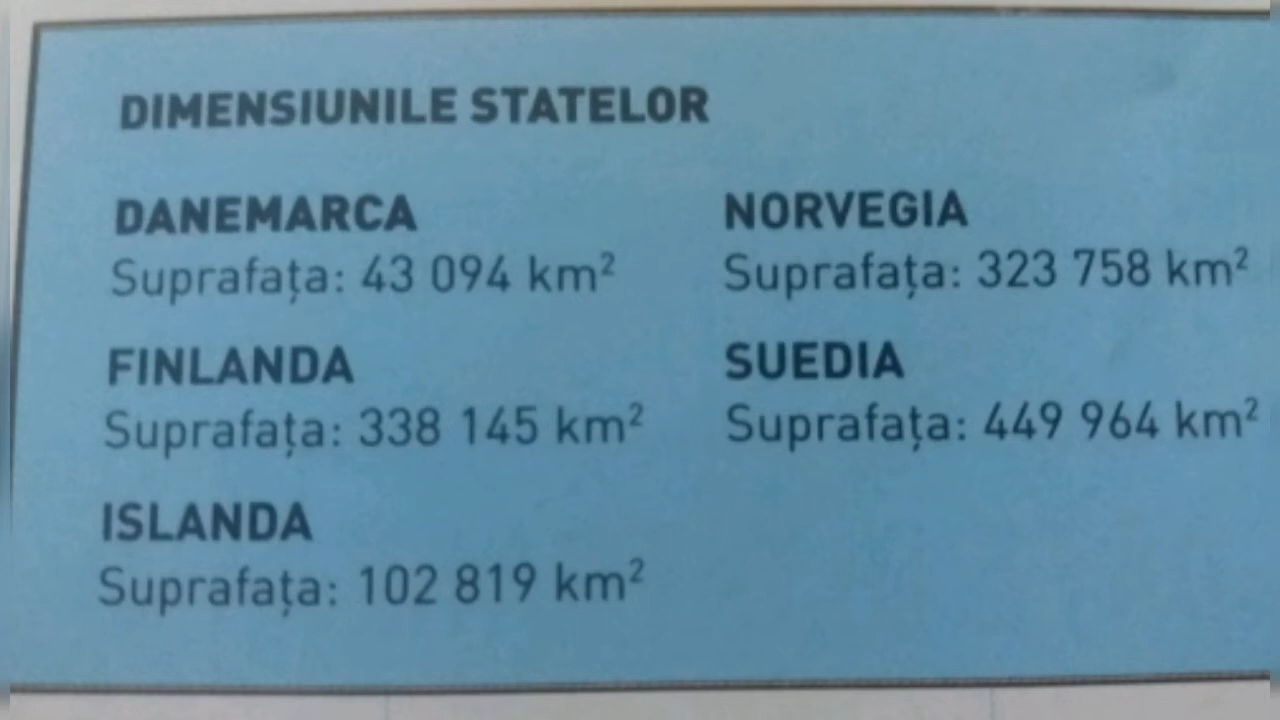 DIMENSIUNILE STATELOR
DANEMARCA
Suprafața: 43 094 km²
FINLANDA
Suprafața: 338 145 km²
ISLANDA
Suprafața: 102 819 km²
NORVEGIA
Suprafața: 323 758 km²
SUEDIA
Suprafața: 449 964 km²